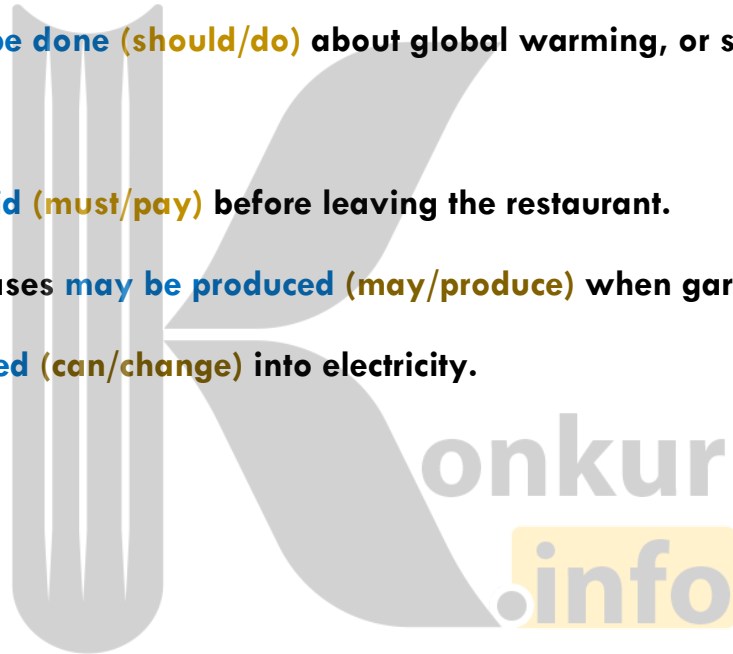 be done (should/do) about global warming, or s
d (must/pay) before leaving the restaurant.
ses may be produced (may/produce) when gar
ed (can/change) into electricity.
onkur
.info